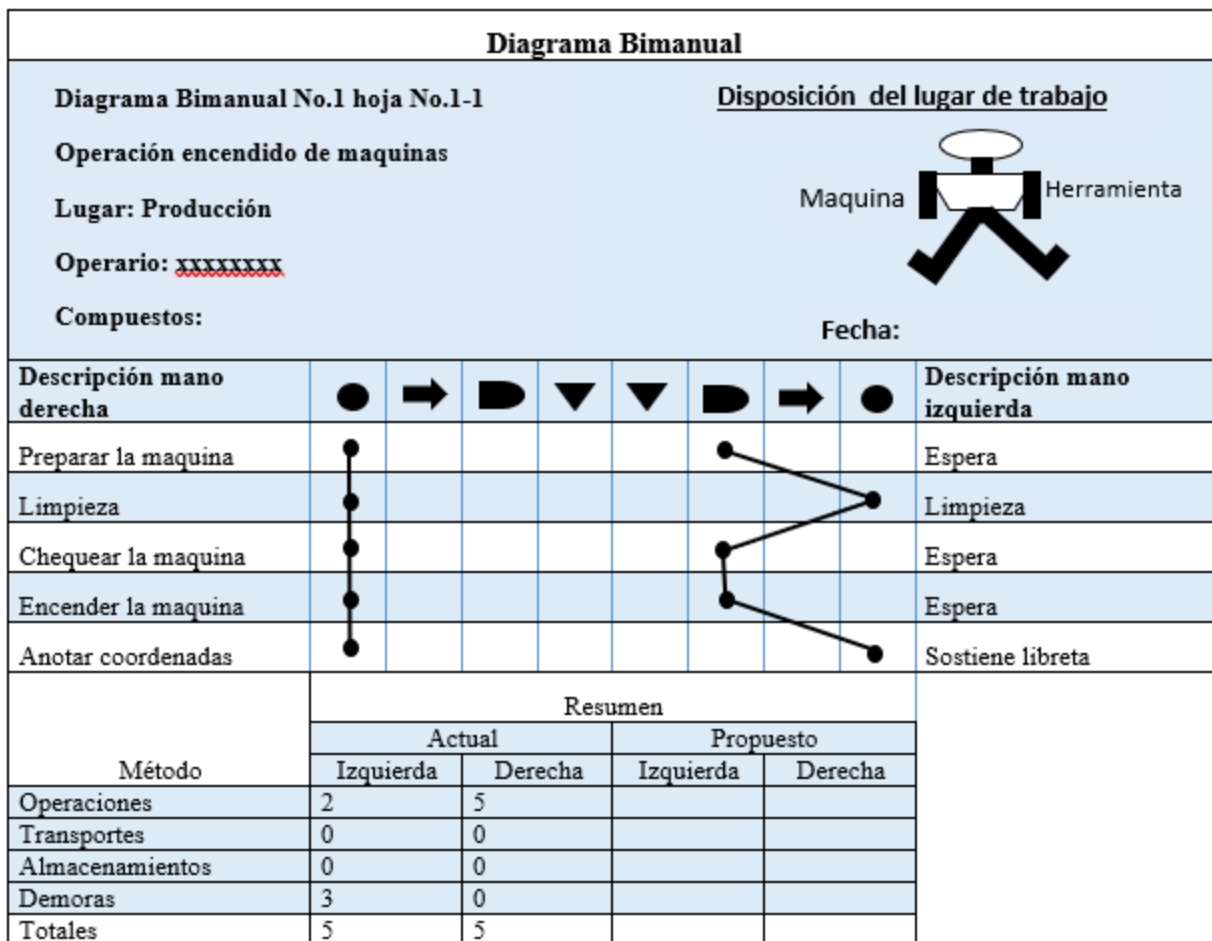 Diagrama Bimanual
Diagrama Bimanual No.1 hoja No.1-1
Disposición del lugar de trabajo
Operación encendido de maquinas
Maquina
Herramienta
Lugar: Producción
Operario: xxxxxxxx
Compuestos:
Fecha:
Descripción mano derecha
Descripción mano izquierda
Preparar la maquina Espera
Limpieza Limpieza
Chequear la maquina Espera
Encender la maquina Espera
Anotar coordenadas Sostiene libreta
Resumen
Actual Propuesto
Método Izquierda Derecha Izquierda Derecha
Operaciones 2 5
Transportes 0 0
Almacenamientos 0 0
Demoras 3 0
Totales 5 5